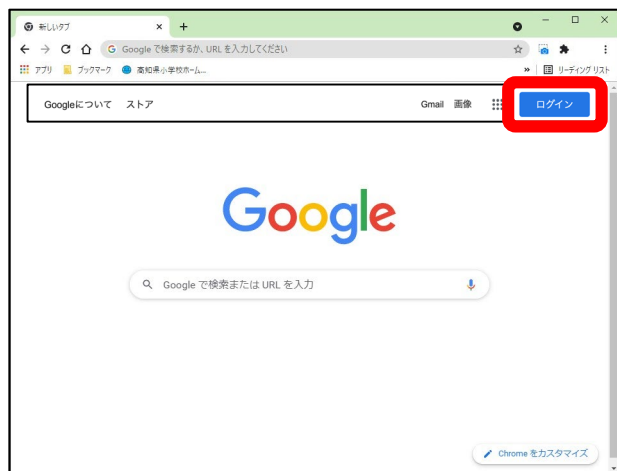 新しいタブ
Google で検索するか、URL を入力してください
アプリ ブックマーク 高知県小学校ホーム... » リーディング リスト
Googleについて ストア Gmail 画像 ログイン
Google
Google で検索または URL を入力
Chrome をカスタマイズ